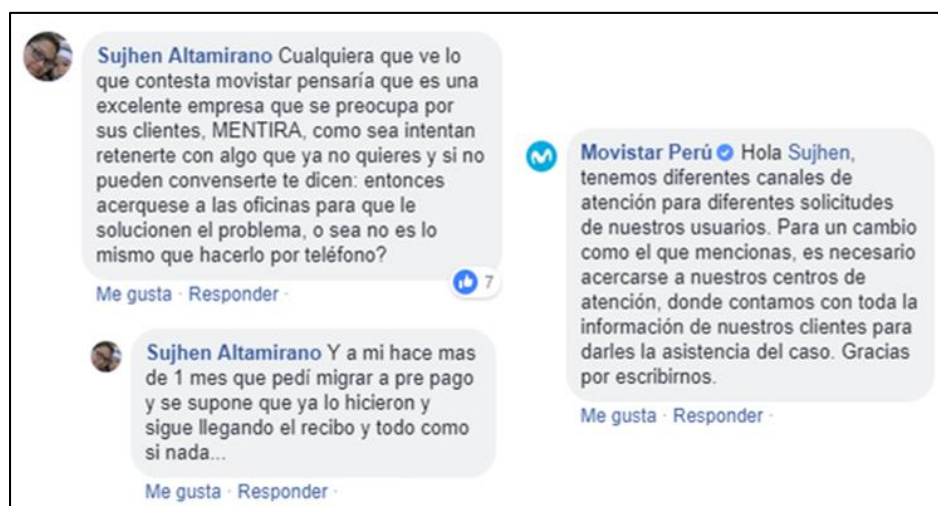 Sujhen Altamirano Cualquiera que ve lo
que contesta movistar pensaría que es una
excelente empresa que se preocupa por
sus clientes, MENTIRA, como sea intentan
retenerte con algo que ya no quieres y si no
pueden convenserte te dicen: entonces
acerquese a las oficinas para que le
solucionen el problema, o sea no es lo
mismo que hacerlo por teléfono?
7
Me gusta · Responder ·
Sujhen Altamirano Y a mi hace mas
de 1 mes que pedí migrar a pre pago
y se supone que ya lo hicieron y
sigue llegando el recibo y todo como
si nada...
Me gusta · Responder ·
Movistar Perú Hola Sujhen,
tenemos diferentes canales de
atención para diferentes solicitudes
de nuestros usuarios. Para un cambio
como el que mencionas, es necesario
acercarse a nuestros centros de
atención, donde contamos con toda la
información de nuestros clientes para
darles la asistencia del caso. Gracias
por escribirnos.
Me gusta · Responder ·